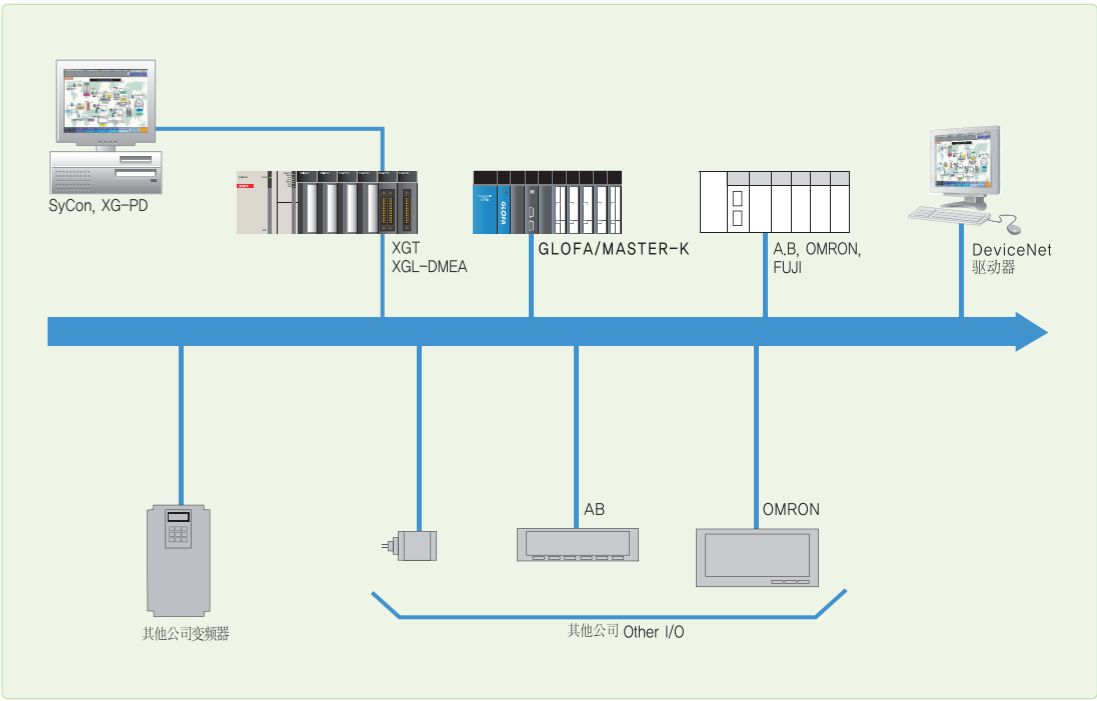 SyCon, XG-PD
XGT
XGL-DMEA
GLOFA
GLOFA/MASTER-K
A,B, OMRON,
FUJI
DeviceNet
驱动器
其他公司变频器
AB
OMRON
其他公司 Other I/O